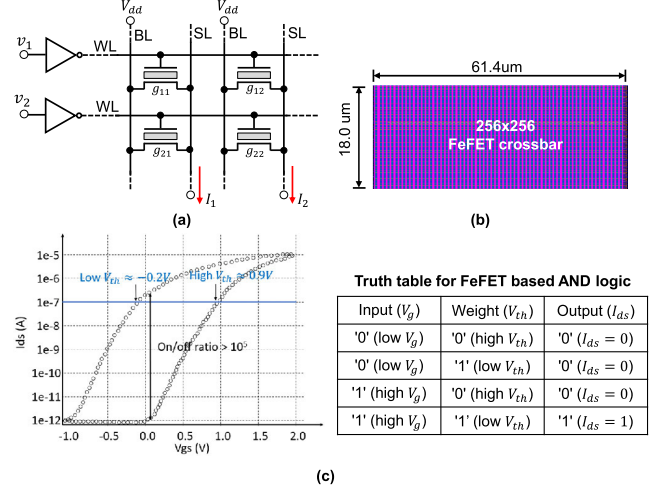 V_dd V_dd
BL SL BL SL
v_1 WL
g_11 g_12
v_2 WL
g_21 g_22
I_1 I_2
(a)
61.4um
18.0 um
256x256
FeFET crossbar
(b)
Low V_th ≈ −0.2V High V_th ≈ 0.9V
On/off ratio > 10^5
Ids (A)
1e-5
1e-6
1e-7
1e-8
1e-9
1e-10
1e-11
1e-12
-1.0 -0.5 0.0 0.5 1.0 1.5 2.0
Vgs (V)
Truth table for FeFET based AND logic
Input (V_g) Weight (V_th) Output (I_ds)
'0' (low V_g) '0' (high V_th) '0' (I_ds = 0)
'0' (low V_g) '1' (low V_th) '0' (I_ds = 0)
'1' (high V_g) '0' (high V_th) '0' (I_ds = 0)
'1' (high V_g) '1' (low V_th) '1' (I_ds = 1)
(c)